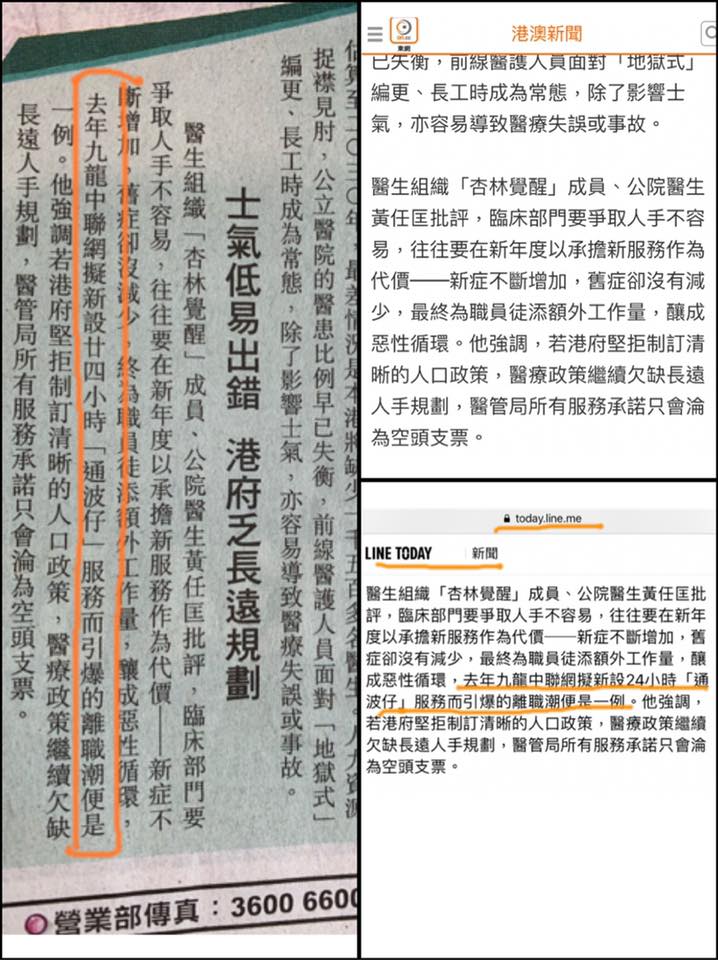 估算至二○三○年，最差情況是本港將缺少一千五百多名醫生。人力資源
捉襟見肘，公立醫院的醫患比例早已失衡，前線醫護人員面對「地獄式」
編更、長工時成為常態，除了影響士氣，亦容易導致醫療失誤或事故。
士氣低易出錯 港府乏長遠規劃
醫生組織「杏林覺醒」成員、公院醫生黃任匡批評，臨床部門要
爭取人手不容易，往往要在新年度以承擔新服務作為代價——新症不
斷增加，舊症卻沒減少，終為職員徒添額外工作量，釀成惡性循環，
去年九龍中聯網擬新設廿四小時「通波仔」服務而引爆的離職潮便是
一例。他強調若港府堅拒制訂清晰的人口政策，醫療政策繼續欠缺
長遠人手規劃，醫管局所有服務承諾只會淪為空頭支票。
營業部傳真：3600 6600
東網
港澳新聞
已失衡，前線醫護人員面對「地獄式」
編更、長工時成為常態，除了影響士
氣，亦容易導致醫療失誤或事故。
醫生組織「杏林覺醒」成員、公院醫生
黃任匡批評，臨床部門要爭取人手不容
易，往往要在新年度以承擔新服務作為
代價——新症不斷增加，舊症卻沒有減
少，最終為職員徒添額外工作量，釀成
惡性循環。他強調，若港府堅拒制訂清
晰的人口政策，醫療政策繼續欠缺長遠
人手規劃，醫管局所有服務承諾只會淪
為空頭支票。
today.line.me
LINE TODAY 新聞
醫生組織「杏林覺醒」成員、公院醫生黃任匡批
評，臨床部門要爭取人手不容易，往往要在新年
度以承擔新服務作為代價──新症不斷增加，舊
症卻沒有減少，最終為職員徒添額外工作量，釀
成惡性循環，去年九龍中聯網擬新設24小時「通
波仔」服務而引爆的離職潮便是一例。他強調，
若港府堅拒制訂清晰的人口政策，醫療政策繼續
欠缺長遠人手規劃，醫管局所有服務承諾只會淪
為空頭支票。